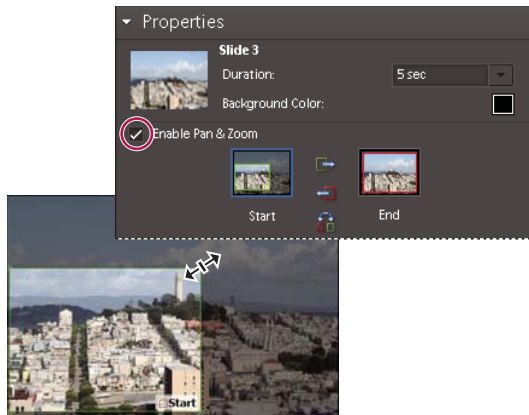 Properties
Slide 3
Duration:
5 sec
Background Color:
Enable Pan & Zoom
Start
End
Start